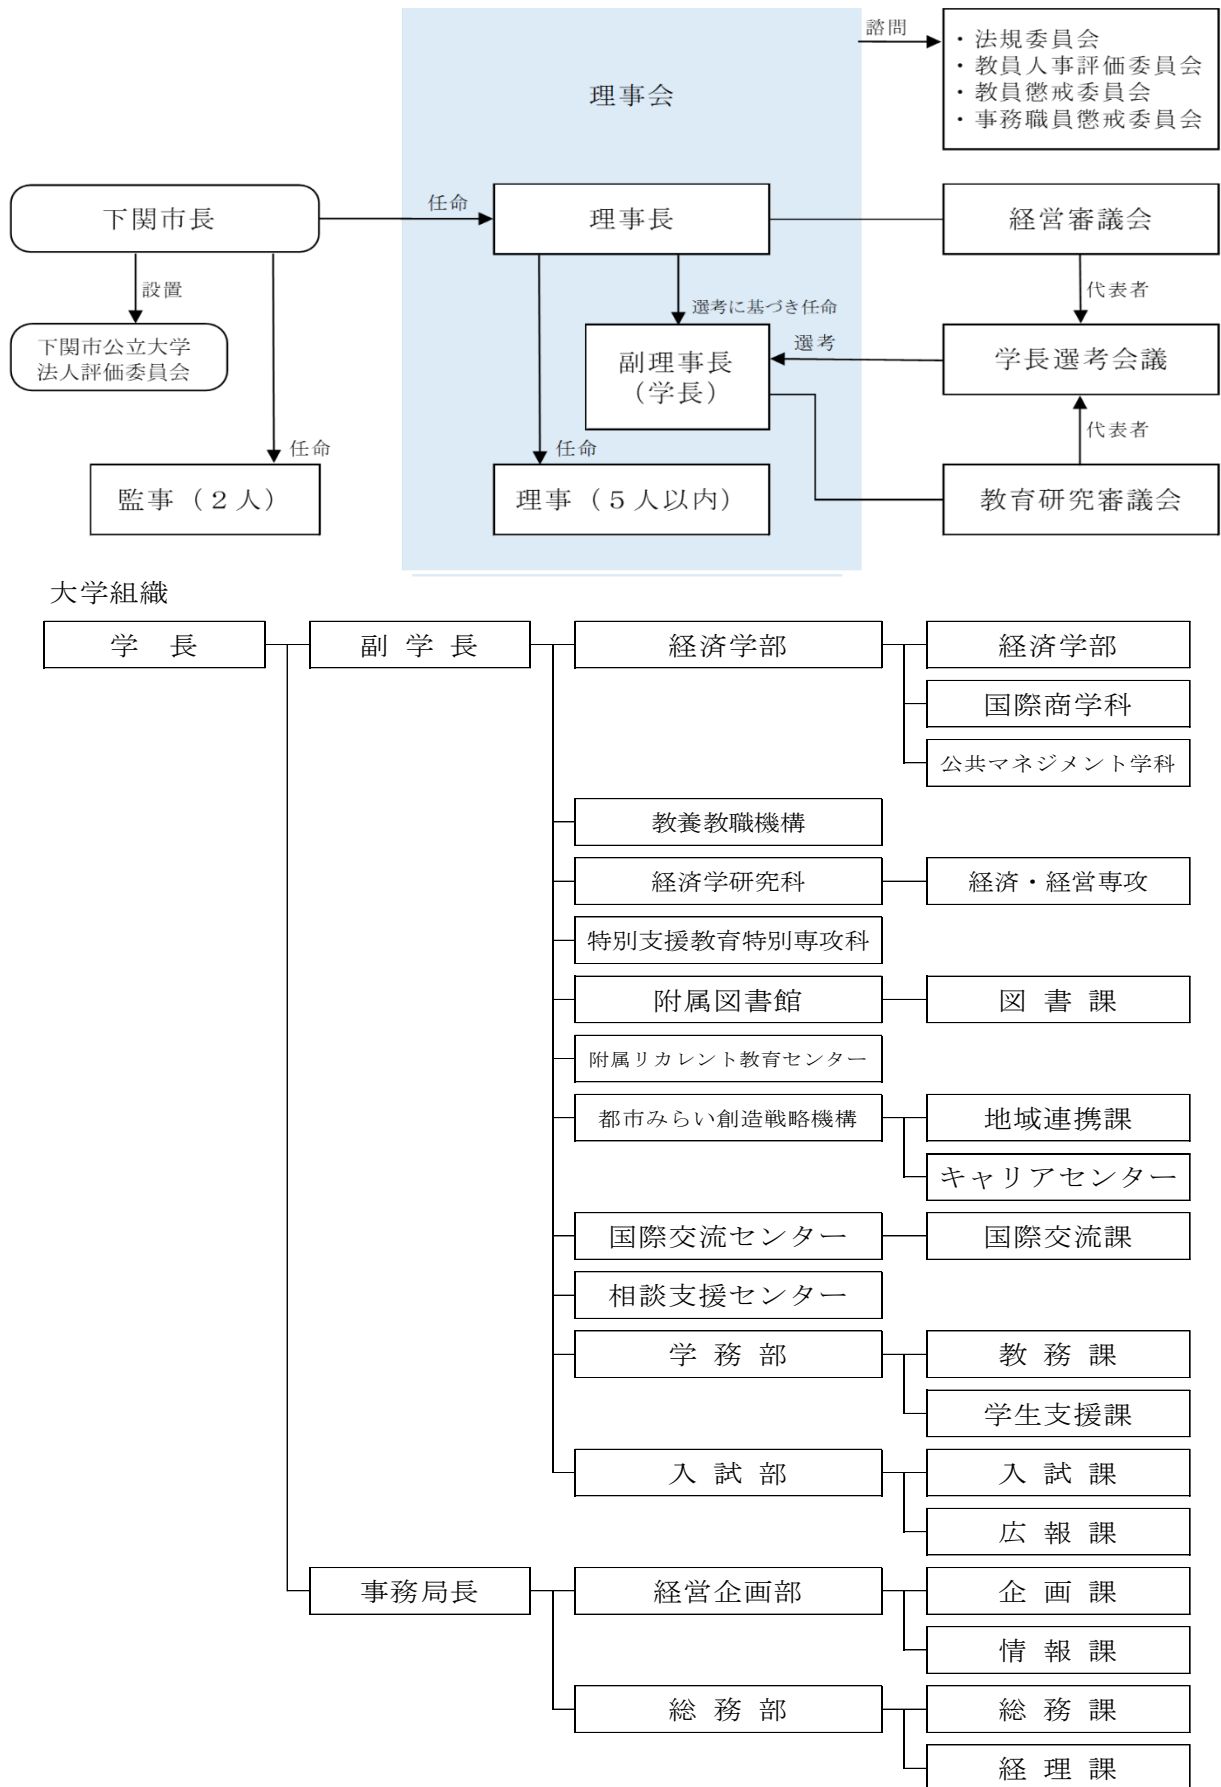 諮問
・法規委員会
・教員人事評価委員会
・教員懲戒委員会
・事務職員懲戒委員会
理事会
下関市長
任命
理事長
経営審議会
設置
選考に基づき任命
代表者
下関市公立大学
法人評価委員会
副理事長
（学長）
選考
学長選考会議
任命
任命
代表者
監事（２人）
理事（５人以内）
教育研究審議会
大学組織
学　長
副 学 長
経済学部
経済学部
国際商学科
公共マネジメント学科
教養教職機構
経済学研究科
経済・経営専攻
特別支援教育特別専攻科
附属図書館
図 書 課
附属リカレント教育センター
都市みらい創造戦略機構
地域連携課
キャリアセンター
国際交流センター
国際交流課
相談支援センター
学 務 部
教 務 課
学生支援課
入 試 部
入 試 課
広 報 課
事務局長
経営企画部
企 画 課
情 報 課
総 務 部
総 務 課
経 理 課